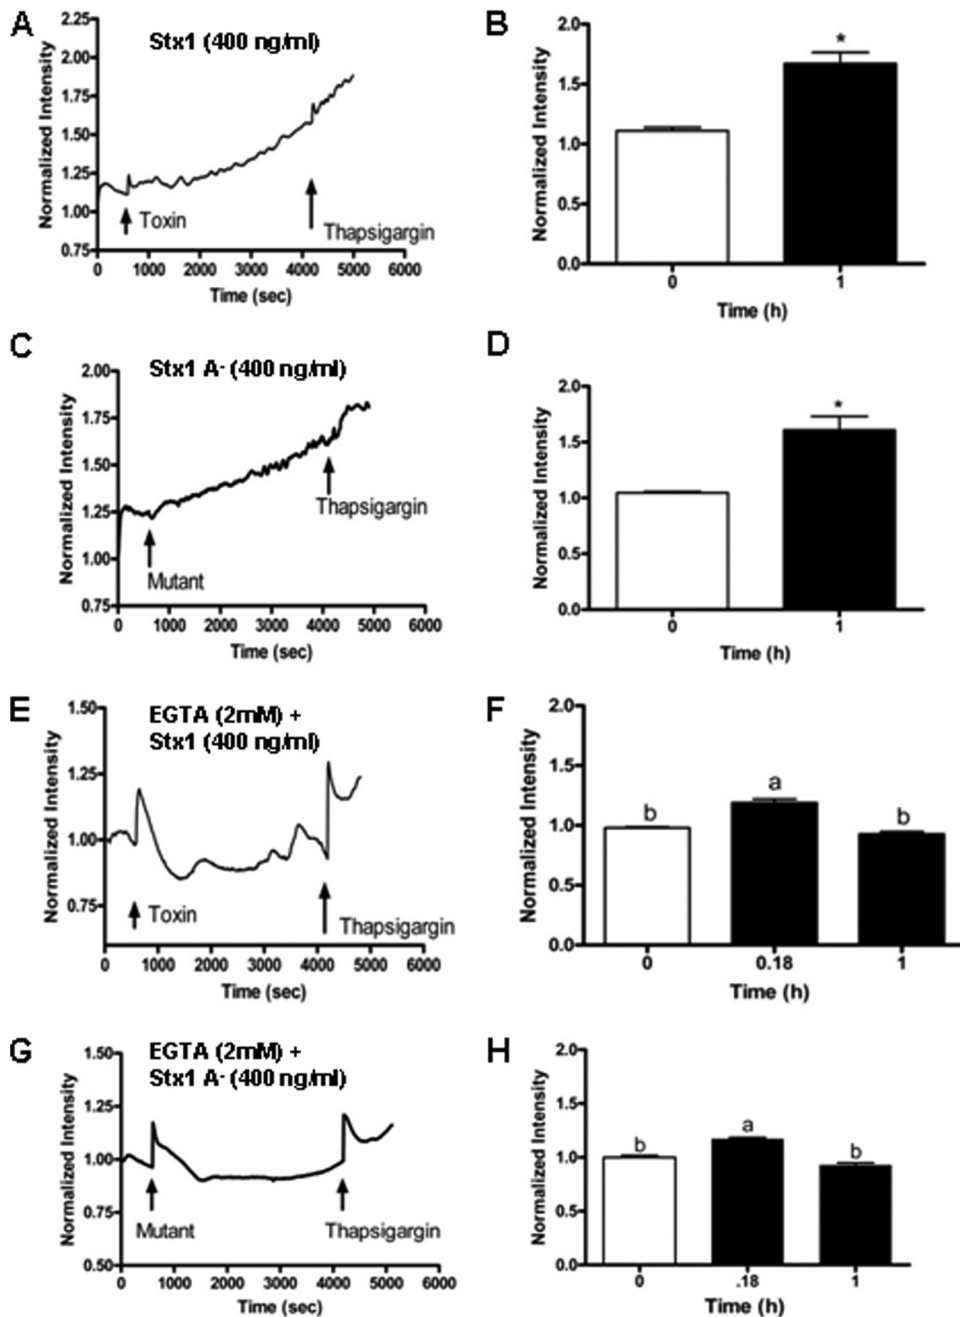 A
Stx1 (400 ng/ml)
Normalized Intensity
2.25
2.00
1.75
1.50
1.25
1.00
0.75
Toxin
Thapsigargin
0 1000 2000 3000 4000 5000 6000
Time (sec)
B
Normalized Intensity
2.0
1.5
1.0
0.5
0.0
*
0 1
Time (h)
C
Stx1 A- (400 ng/ml)
Normalized Intensity
2.00
1.75
1.50
1.25
1.00
0.75
Thapsigargin
Mutant
0 1000 2000 3000 4000 5000 6000
Time (sec)
D
Normalized Intensity
2.0
1.5
1.0
0.5
0.0
*
0 1
Time (h)
E
EGTA (2mM) +
Stx1 (400 ng/ml)
Normalized Intensity
1.50
1.25
1.00
0.75
Toxin
Thapsigargin
0 1000 2000 3000 4000 5000 6000
Time (sec)
F
Normalized Intensity
2.0
1.5
1.0
0.5
0.0
b a b
0 0.18 1
Time (h)
G
EGTA (2mM) +
Stx1 A- (400 ng/ml)
Normalized Intensity
1.50
1.25
1.00
0.75
0.50
Mutant
Thapsigargin
0 1000 2000 3000 4000 5000 6000
Time (sec)
H
Normalized Intensity
2.0
1.5
1.0
0.5
0.0
b a b
0 .18 1
Time (h)